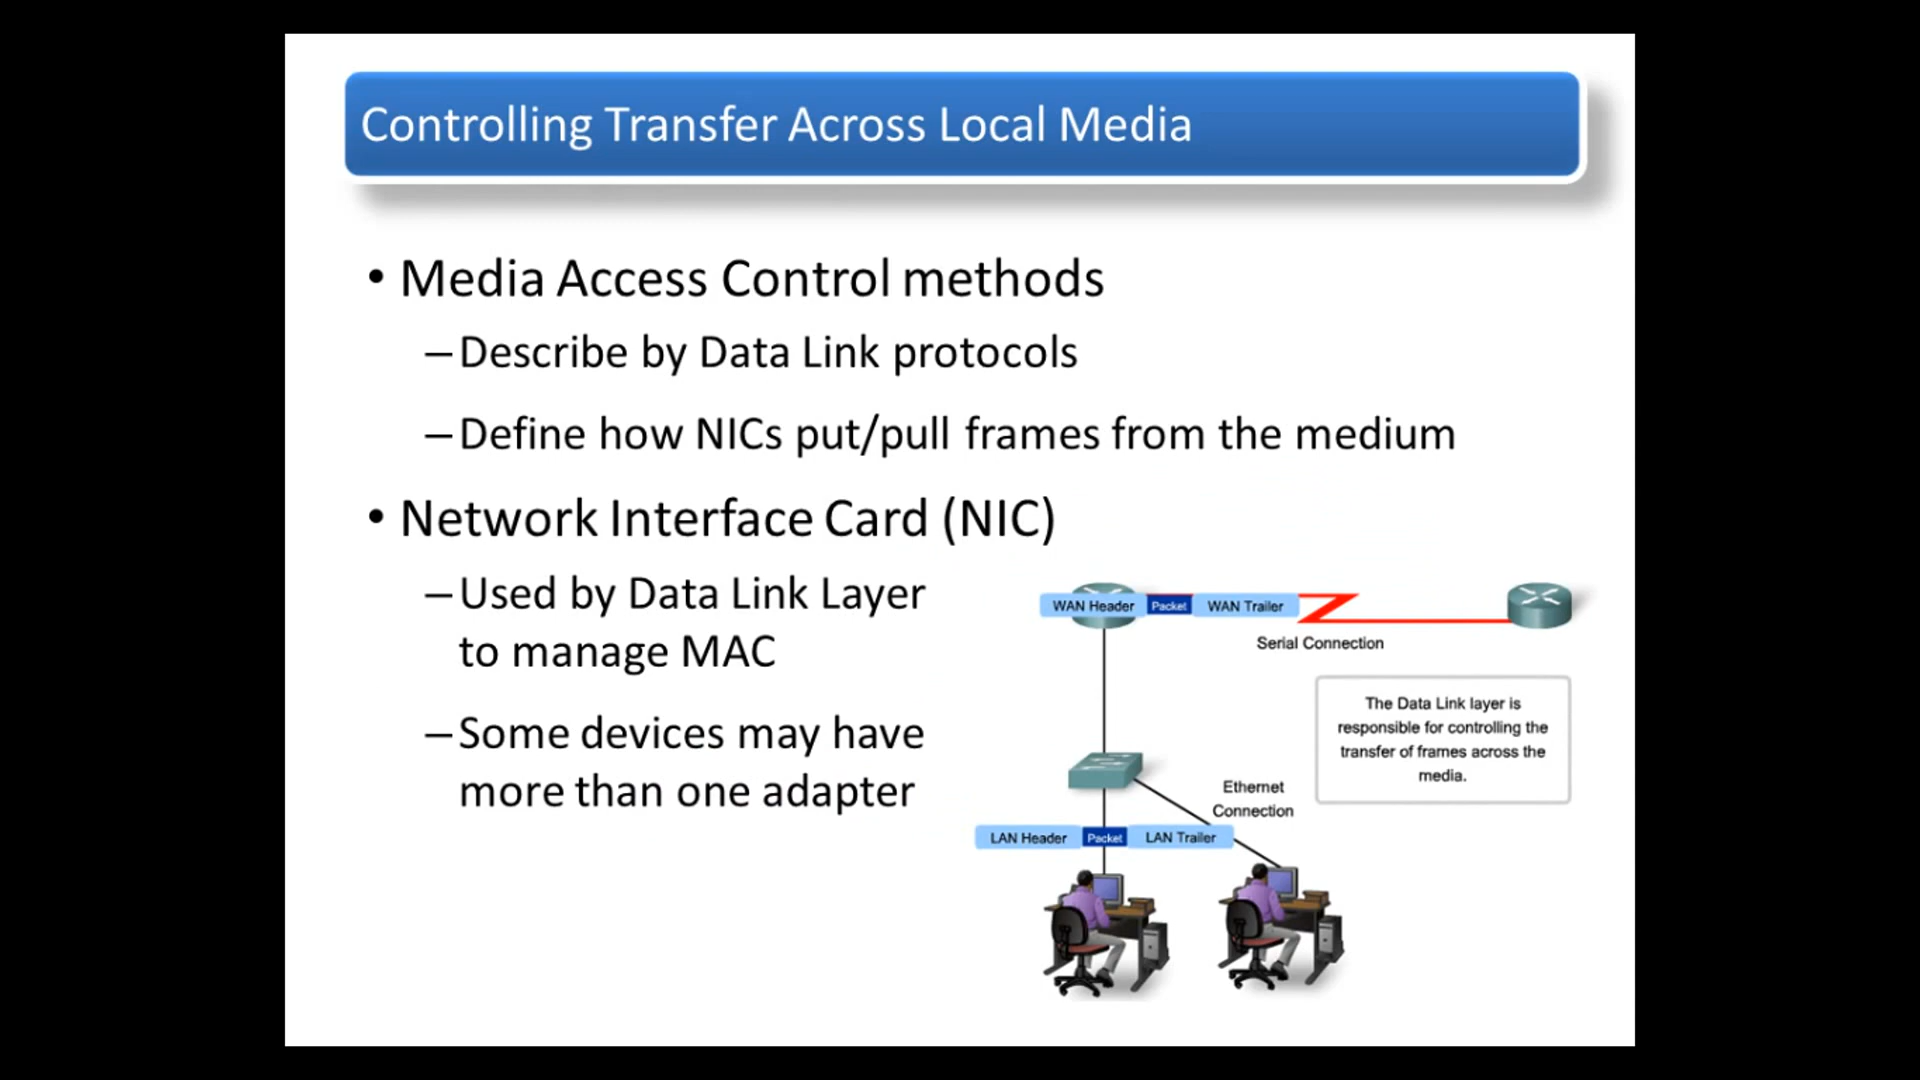 Controlling Transfer Across Local Media
• Media Access Control methods
– Describe by Data Link protocols
– Define how NICs put/pull frames from the medium
• Network Interface Card (NIC)
– Used by Data Link Layer
to manage MAC
– Some devices may have
more than one adapter
WAN Header Packet WAN Trailer
Serial Connection
The Data Link layer is
responsible for controlling the
transfer of frames across the
media.
Ethernet
Connection
LAN Header Packet LAN Trailer